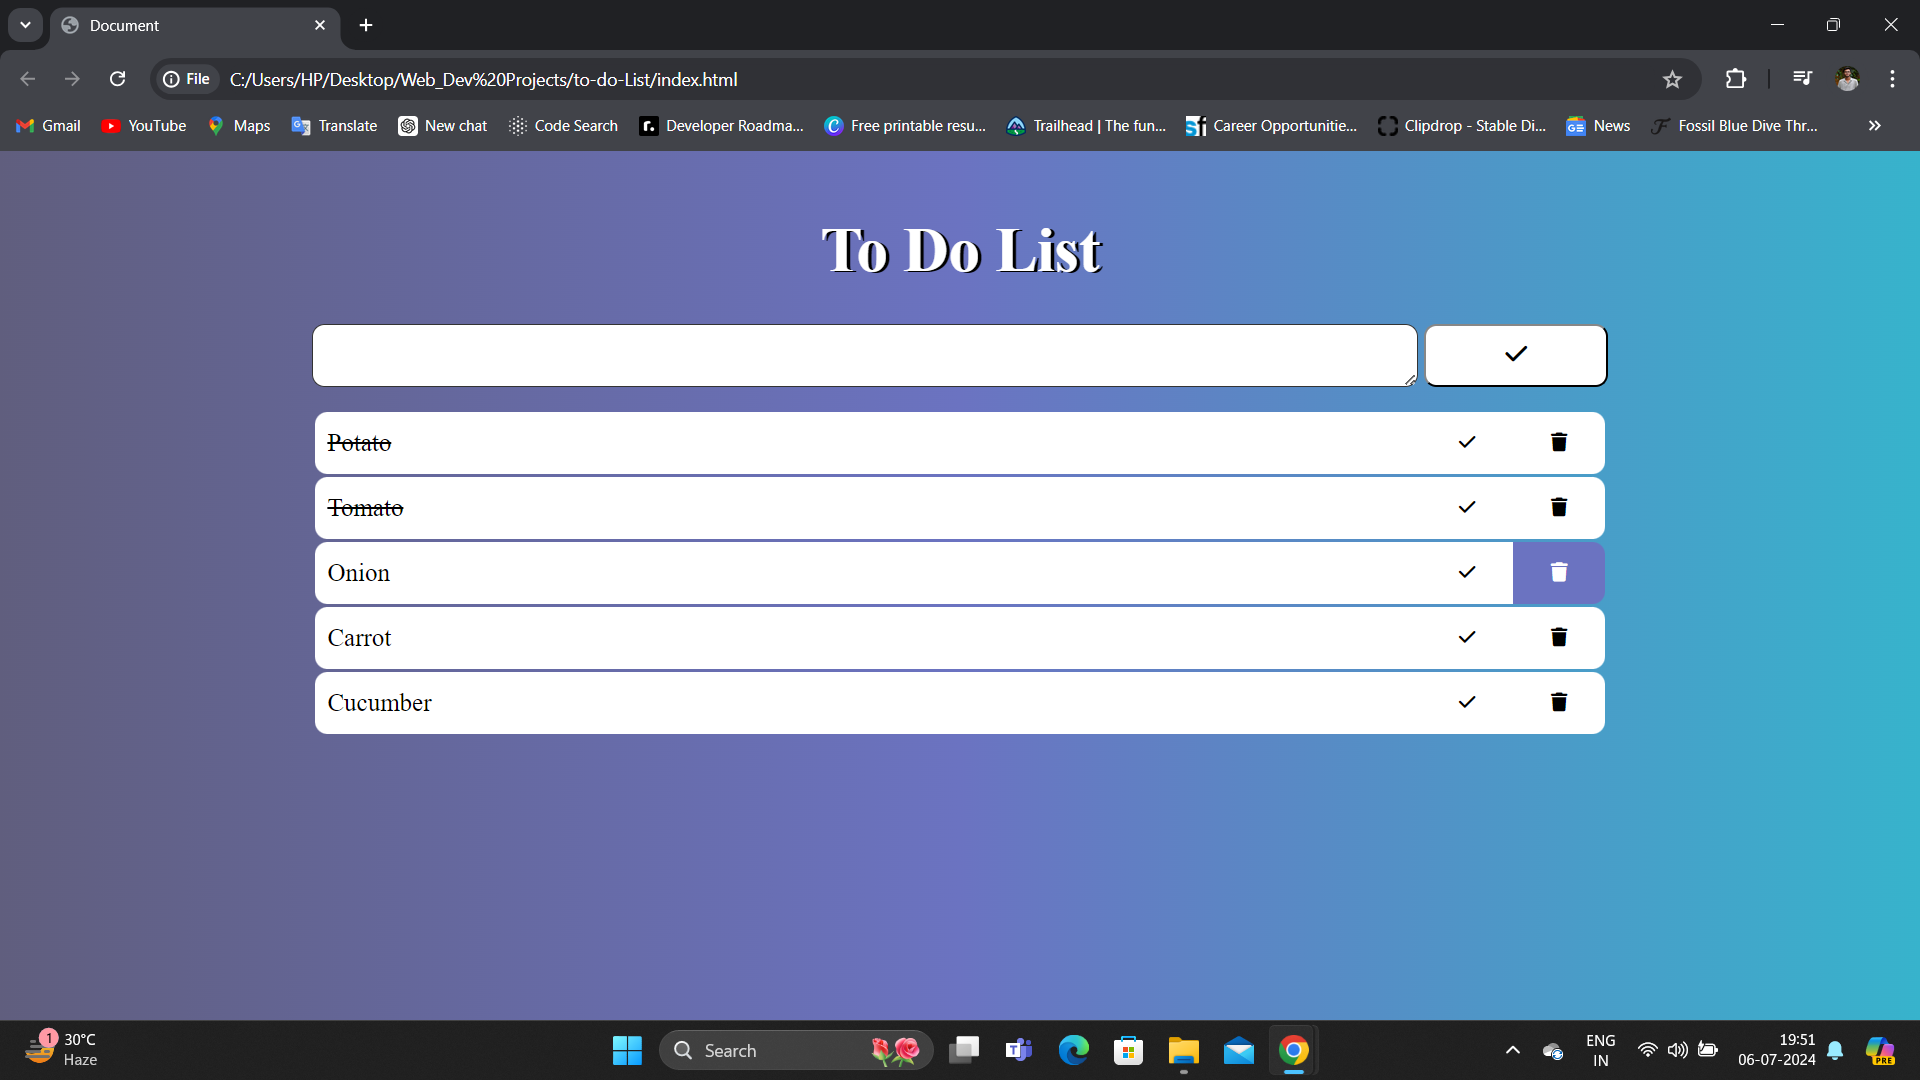 Document
File C:/Users/HP/Desktop/Web_Dev%20Projects/to-do-List/index.html
Gmail YouTube Maps Translate New chat Code Search Developer Roadma... Free printable resu... Trailhead | The fun... Career Opportunitie... Clipdrop - Stable Di... News Fossil Blue Dive Thr...
To Do List
Potato
Tomato
Onion
Carrot
Cucumber
1 30°C
Haze
Search
ENG
IN
19:51
06-07-2024
PRE